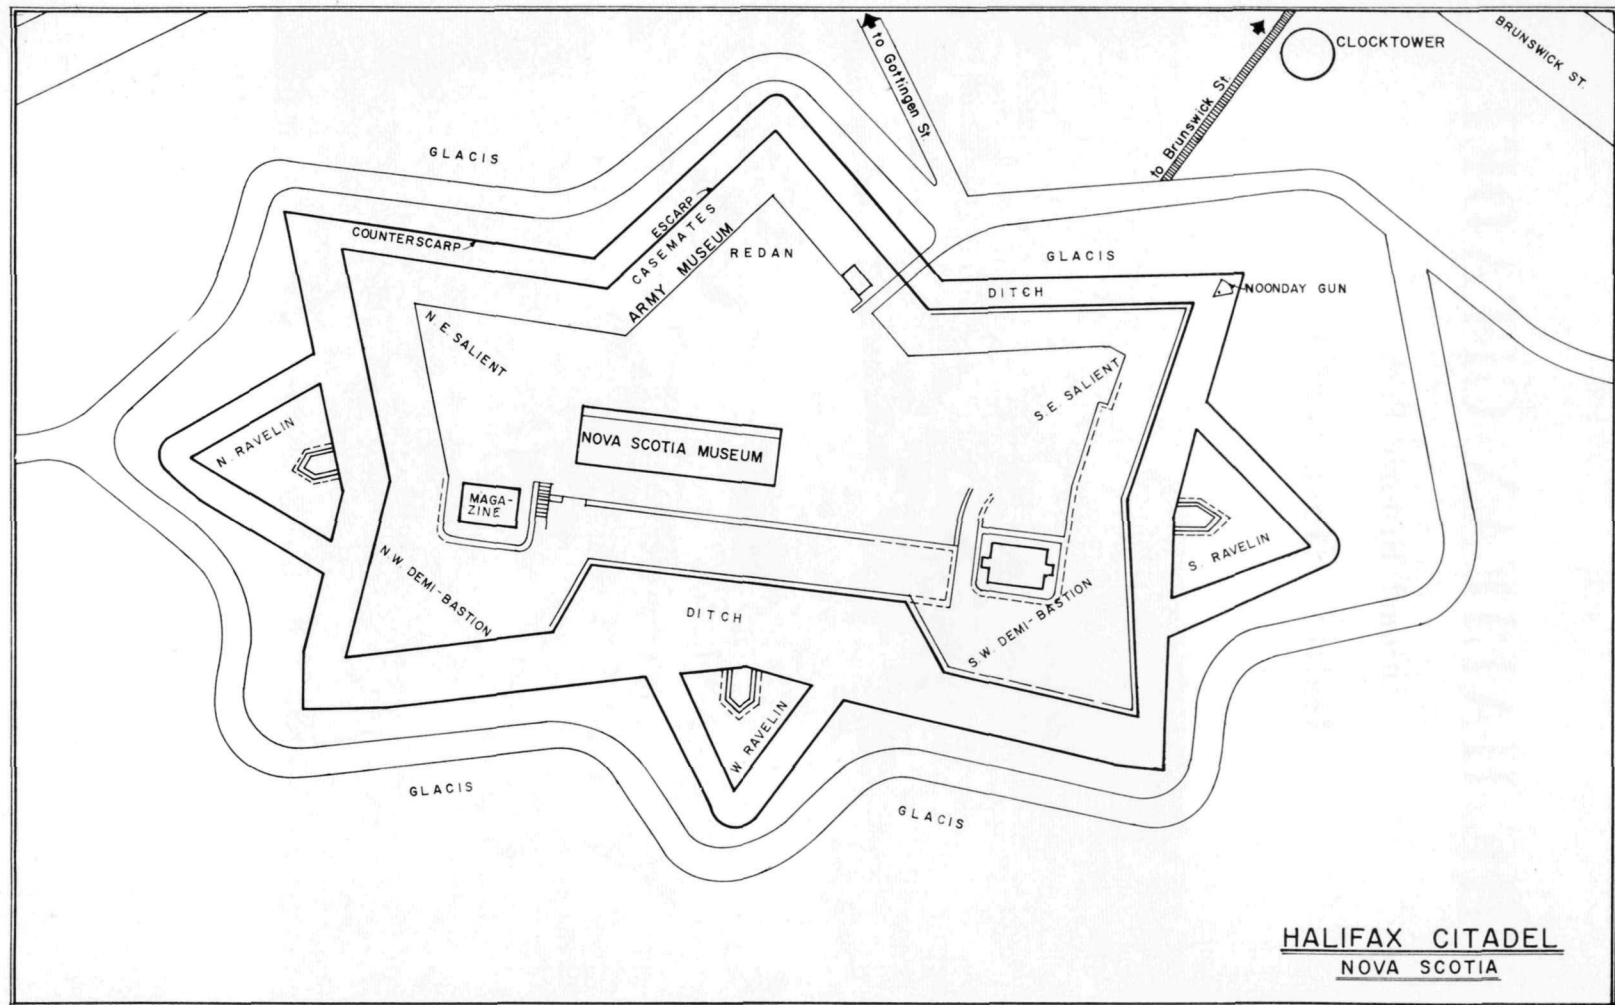 to Gottingen St.
to Brunswick St.
CLOCKTOWER
BRUNSWICK ST.
GLACIS
COUNTERSCARP
ESCARP
CASEMATES
ARMY MUSEUM
REDAN
GLACIS
DITCH
NOONDAY GUN
N. E. SALIENT
S. E. SALIENT
N. RAVELIN
NOVA SCOTIA MUSEUM
MAGA-
ZINE
S. RAVELIN
N.W. DEMI-BASTION
S.W. DEMI-BASTION
DITCH
W. RAVELIN
GLACIS
GLACIS
HALIFAX CITADEL
NOVA SCOTIA